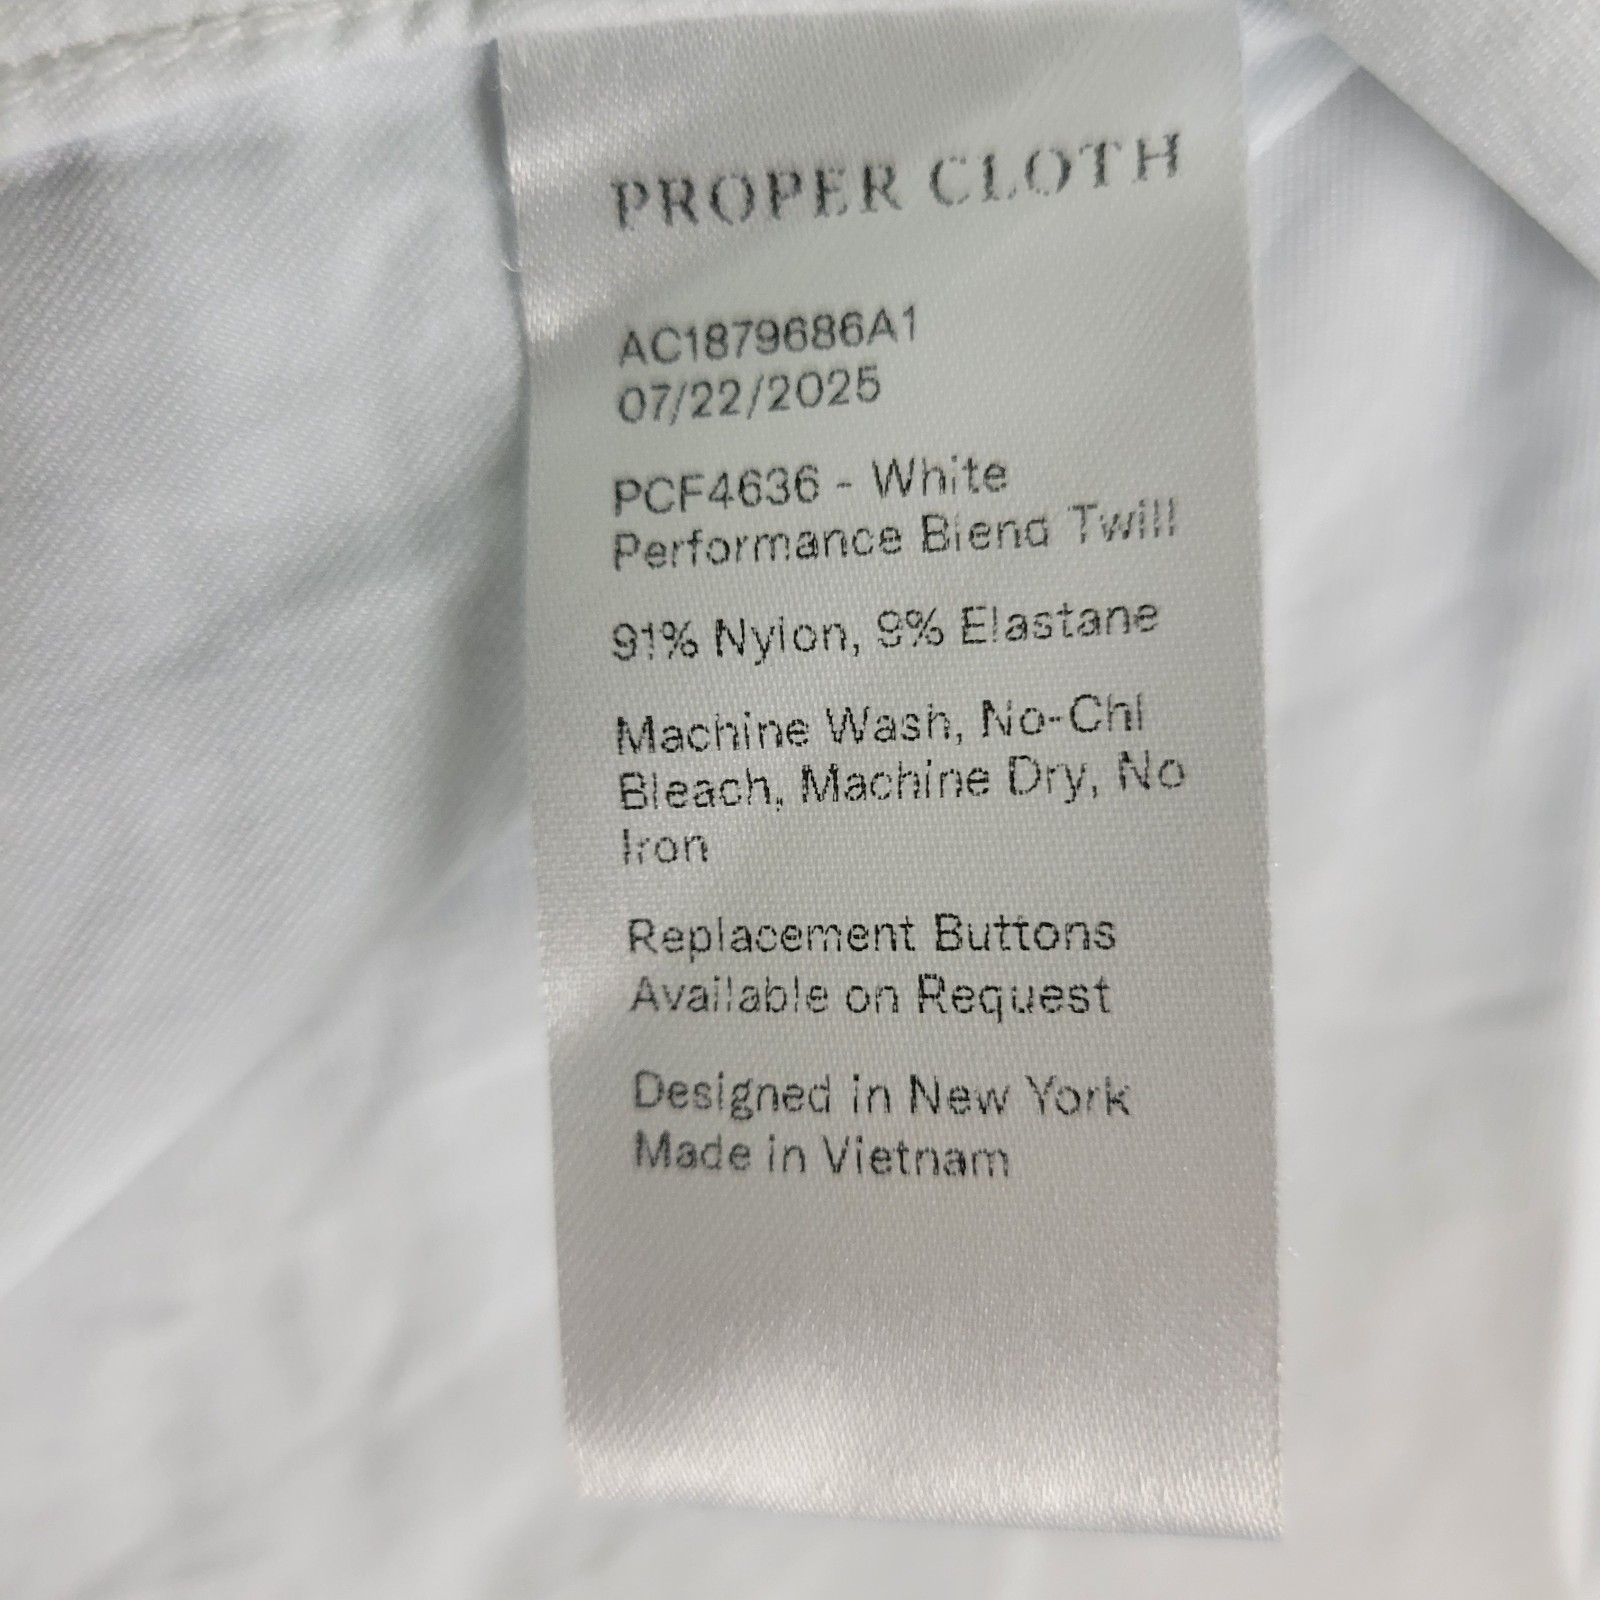 PROPER CLOTH
AC1879686A1
07/22/2025
PCF4636 - White
Performance Blend Twill
91% Nylon, 9% Elastane
Machine Wash, No-Chl
Bleach, Machine Dry, No
Iron
Replacement Buttons
Available on Request
Designed in New York
Made in Vietnam